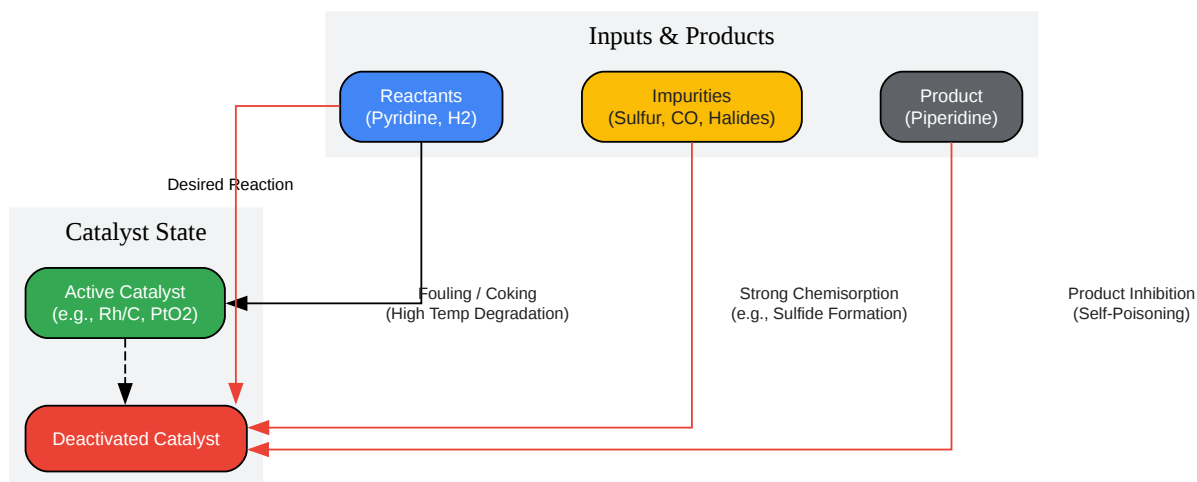 Inputs & Products
Reactants
(Pyridine, H2)
Impurities
(Sulfur, CO, Halides)
Product
(Piperidine)
Desired Reaction
Catalyst State
Active Catalyst
(e.g., Rh/C, PtO2)
Fouling / Coking
(High Temp Degradation)
Strong Chemisorption
(e.g., Sulfide Formation)
Product Inhibition
(Self-Poisoning)
Deactivated Catalyst